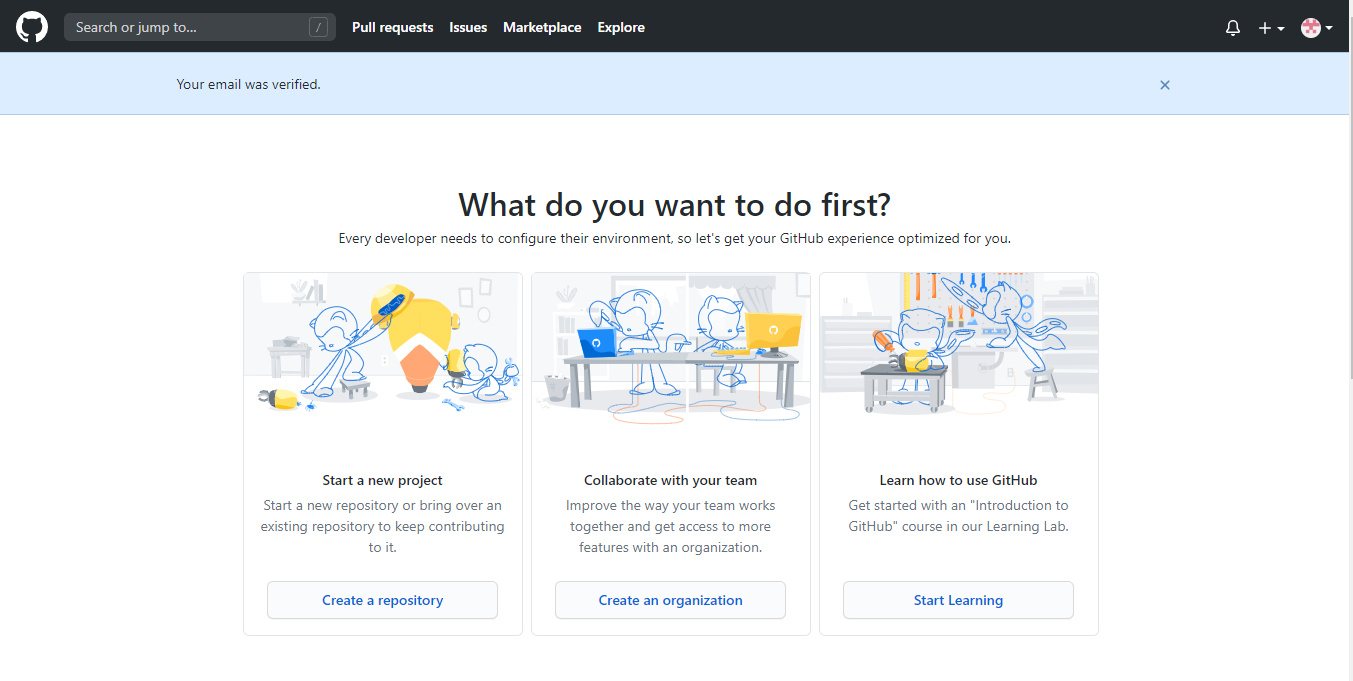 Search or jump to... /
Pull requests Issues Marketplace Explore
Your email was verified.
What do you want to do first?
Every developer needs to configure their environment, so let's get your GitHub experience optimized for you.
Start a new project
Start a new repository or bring over an
existing repository to keep contributing
to it.
Create a repository
Collaborate with your team
Improve the way your team works
together and get access to more
features with an organization.
Create an organization
Learn how to use GitHub
Get started with an "Introduction to
GitHub" course in our Learning Lab.
Start Learning